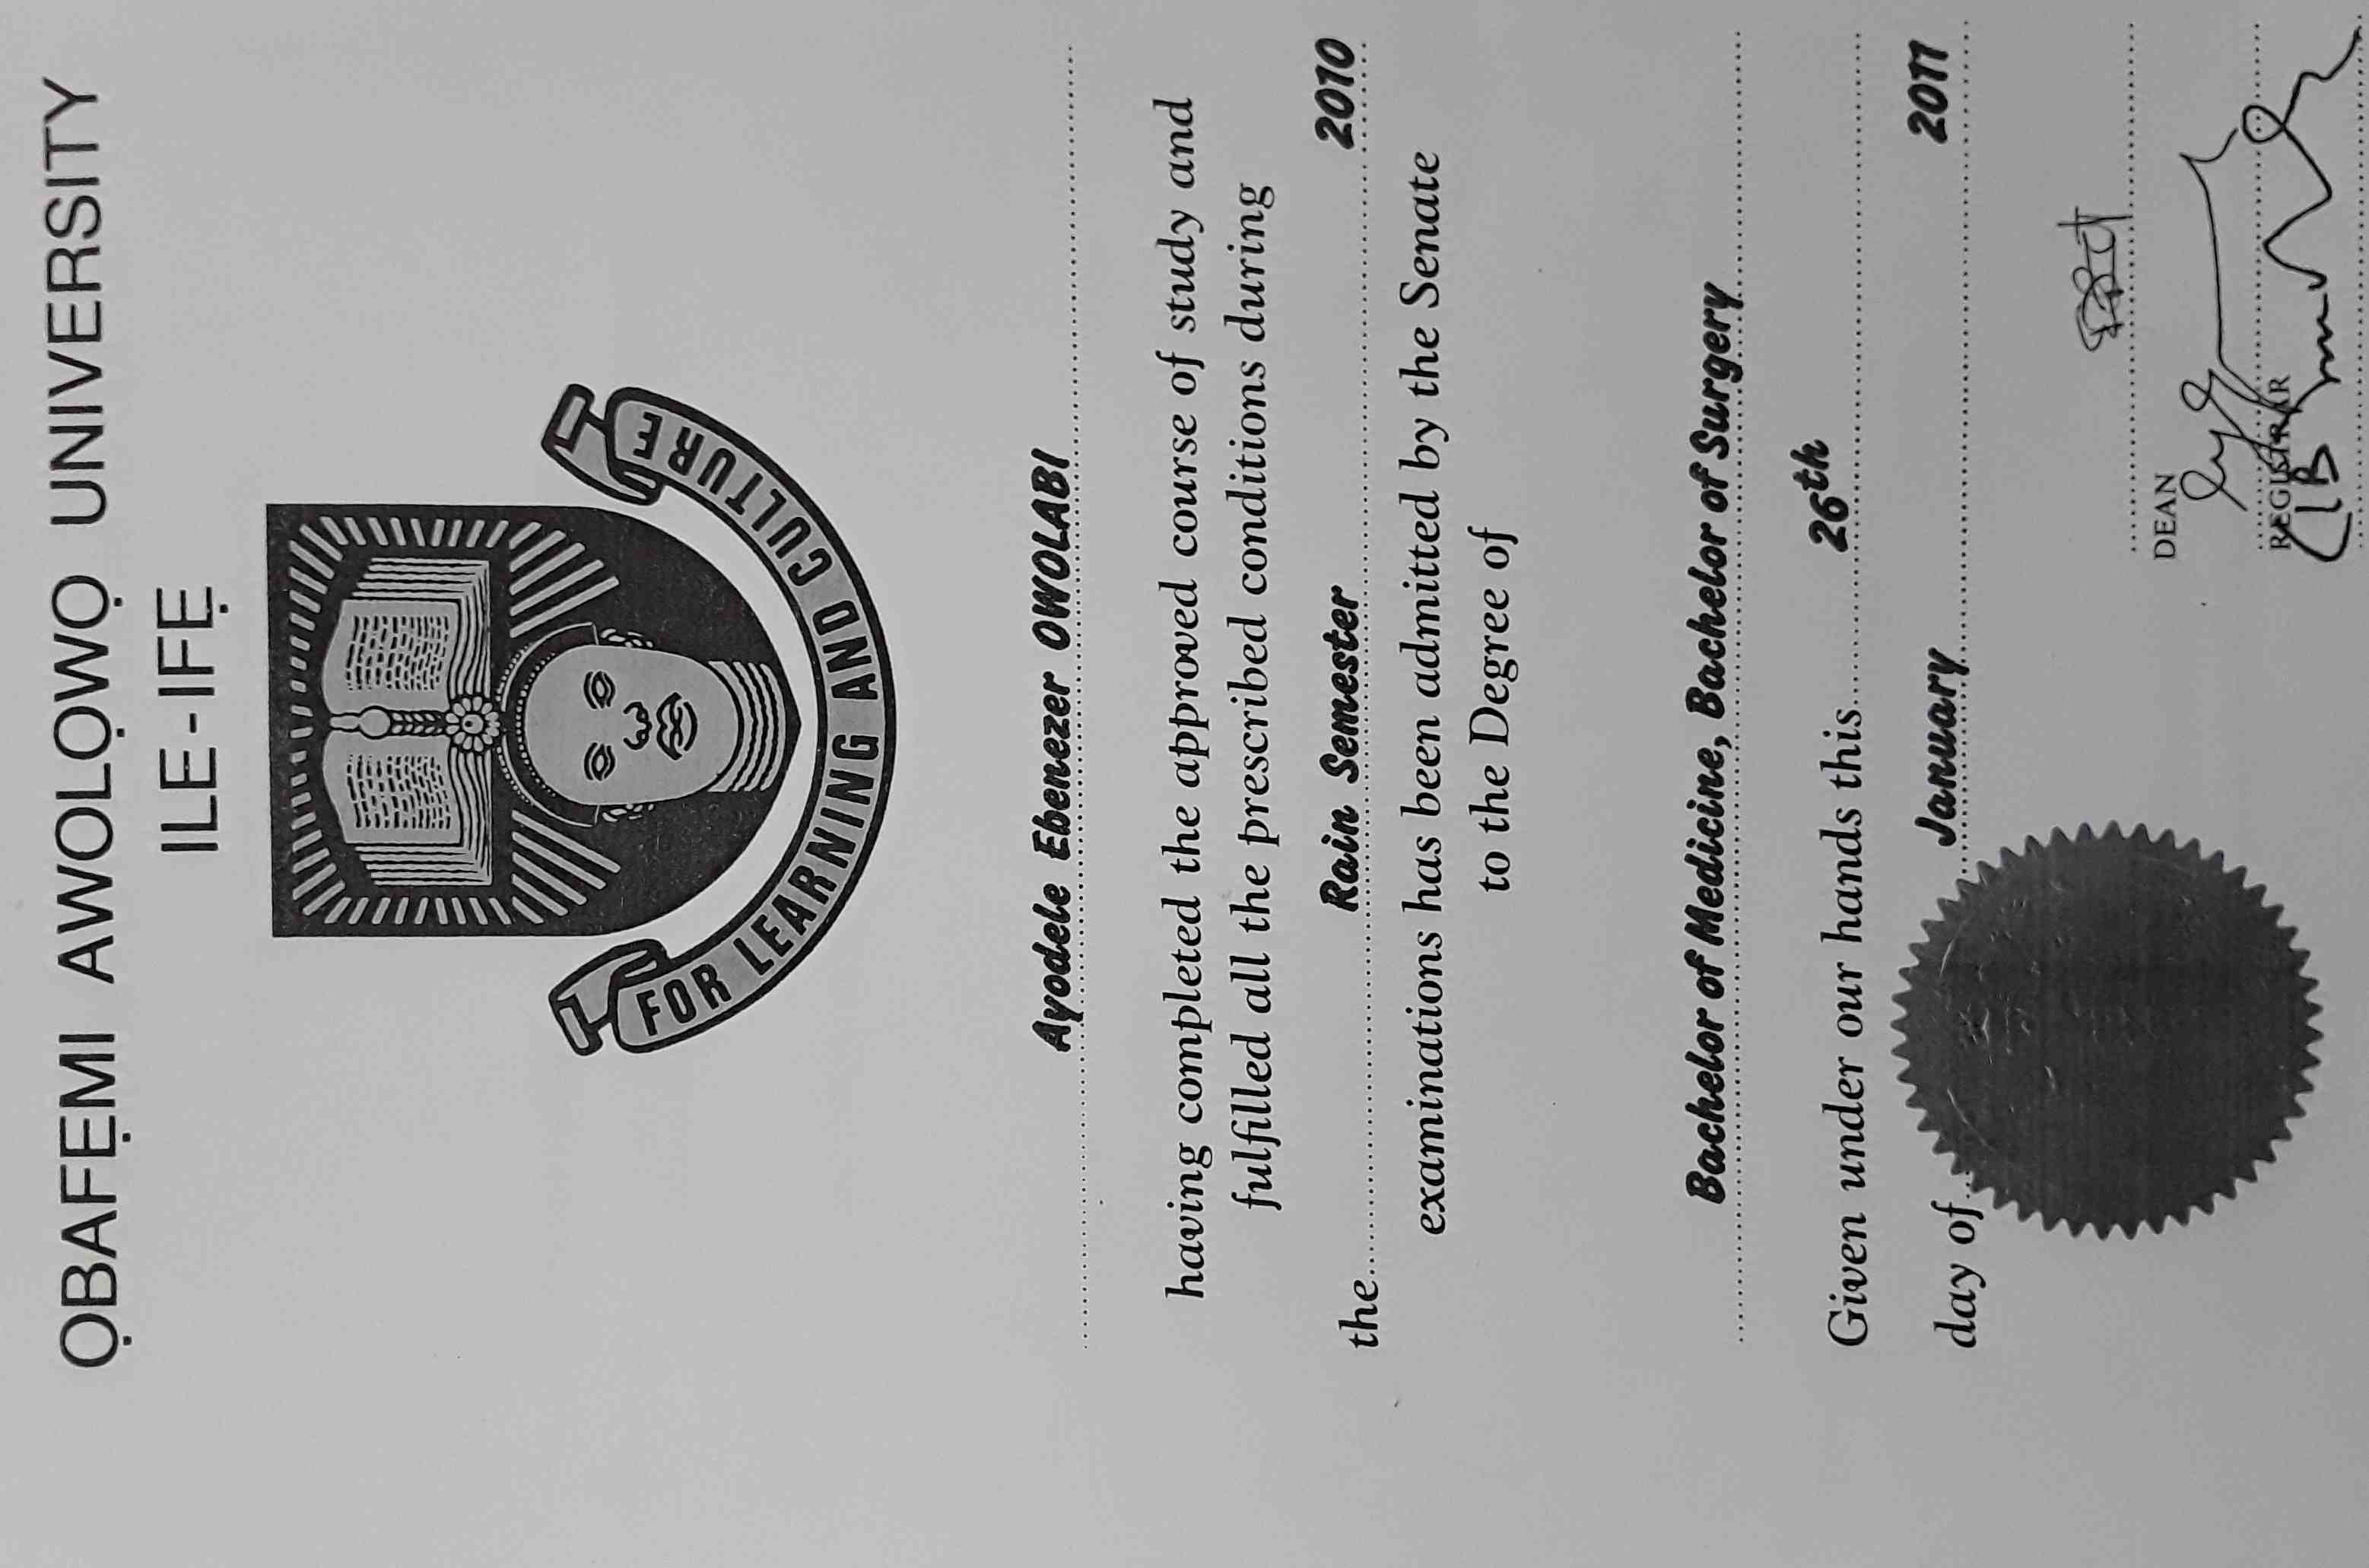 ỌBAFẸMI AWOLỌWỌ UNIVERSITY
ILE-IFẸ
FOR LEARNING AND CULTURE
Ayodele Ebenezer OWOLABI
having completed the approved course of study and
fulfilled all the prescribed conditions during
the Rain Semester 2010
examinations has been admitted by the Senate
to the Degree of
Bachelor of Medicine, Bachelor of Surgery
Given under our hands this 26th
day of January 2011
DEAN
REGISTRAR